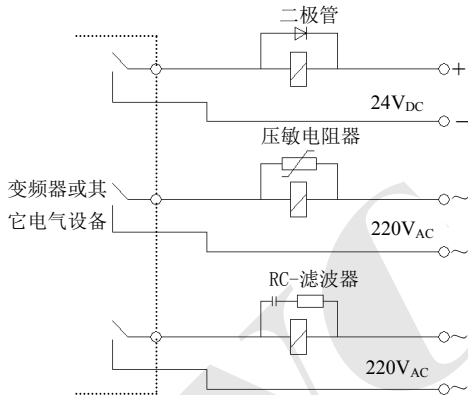 二极管
+
24VDC
—
压敏电阻器
变频器或其
它电气设备
~
220VAC
~
RC-滤波器
~
220VAC
~